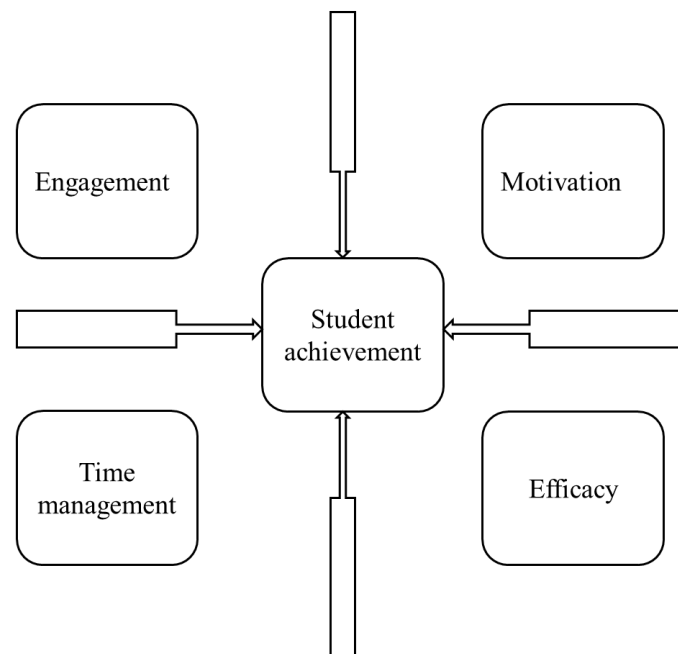 Engagement
Motivation
Student
achievement
Time
management
Efficacy